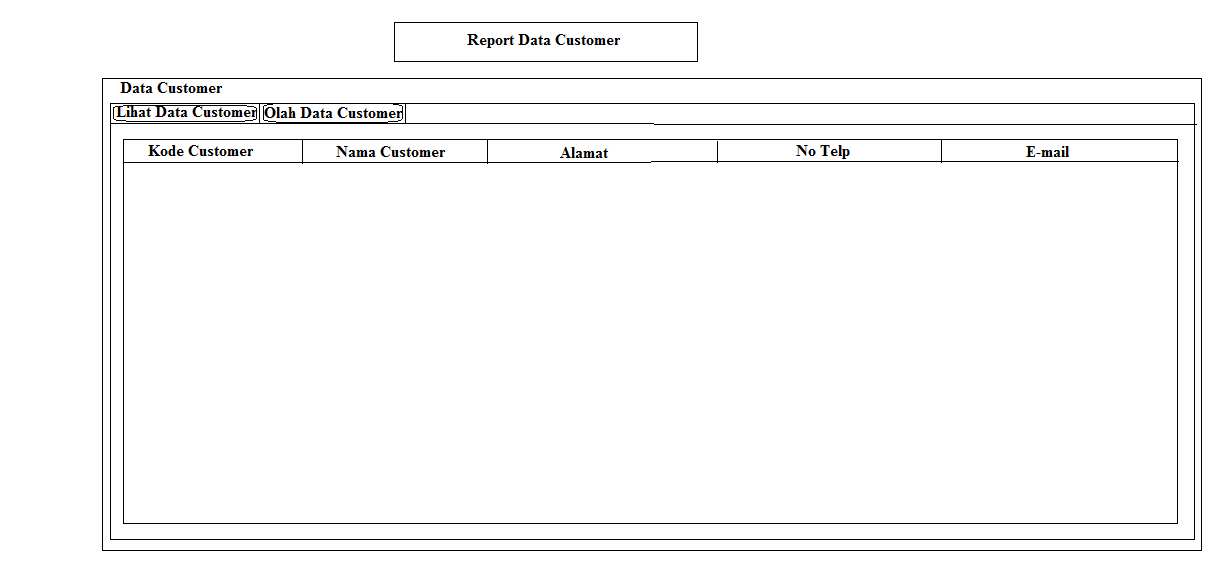 Report Data Customer
Data Customer
Lihat Data Customer Olah Data Customer
Kode Customer Nama Customer Alamat No Telp E-mail